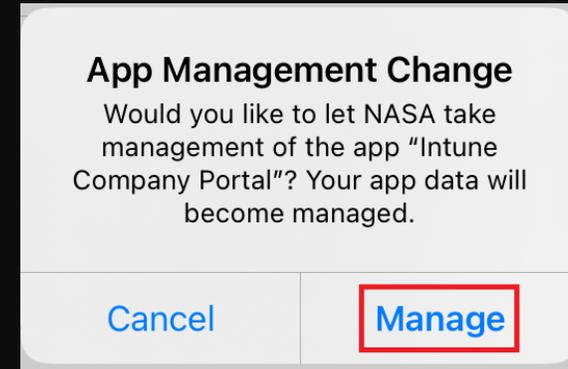 App Management Change
Would you like to let NASA take
management of the app “Intune
Company Portal”? Your app data will
become managed.
Cancel
Manage